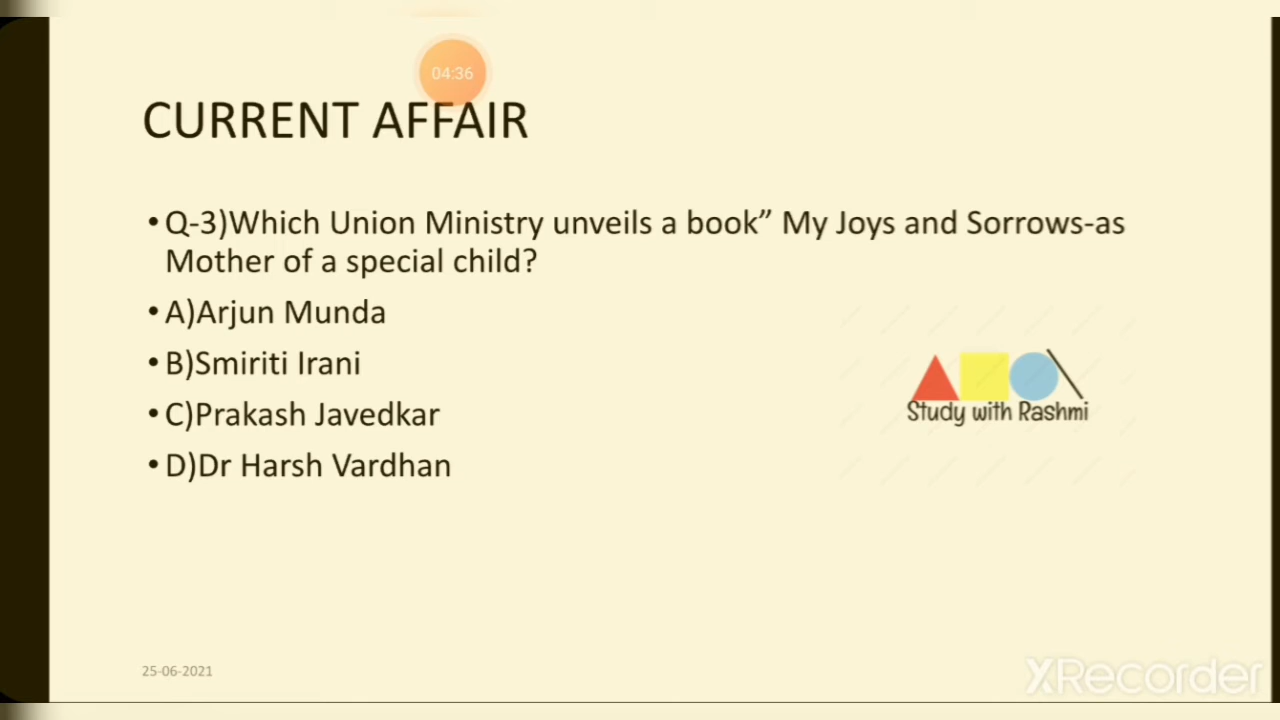 04:36
CURRENT AFFAIR
• Q-3)Which Union Ministry unveils a book” My Joys and Sorrows-as
Mother of a special child?
• A)Arjun Munda
• B)Smiriti Irani
• C)Prakash Javedkar
• D)Dr Harsh Vardhan
Study with Rashmi
25-06-2021
XRecorder